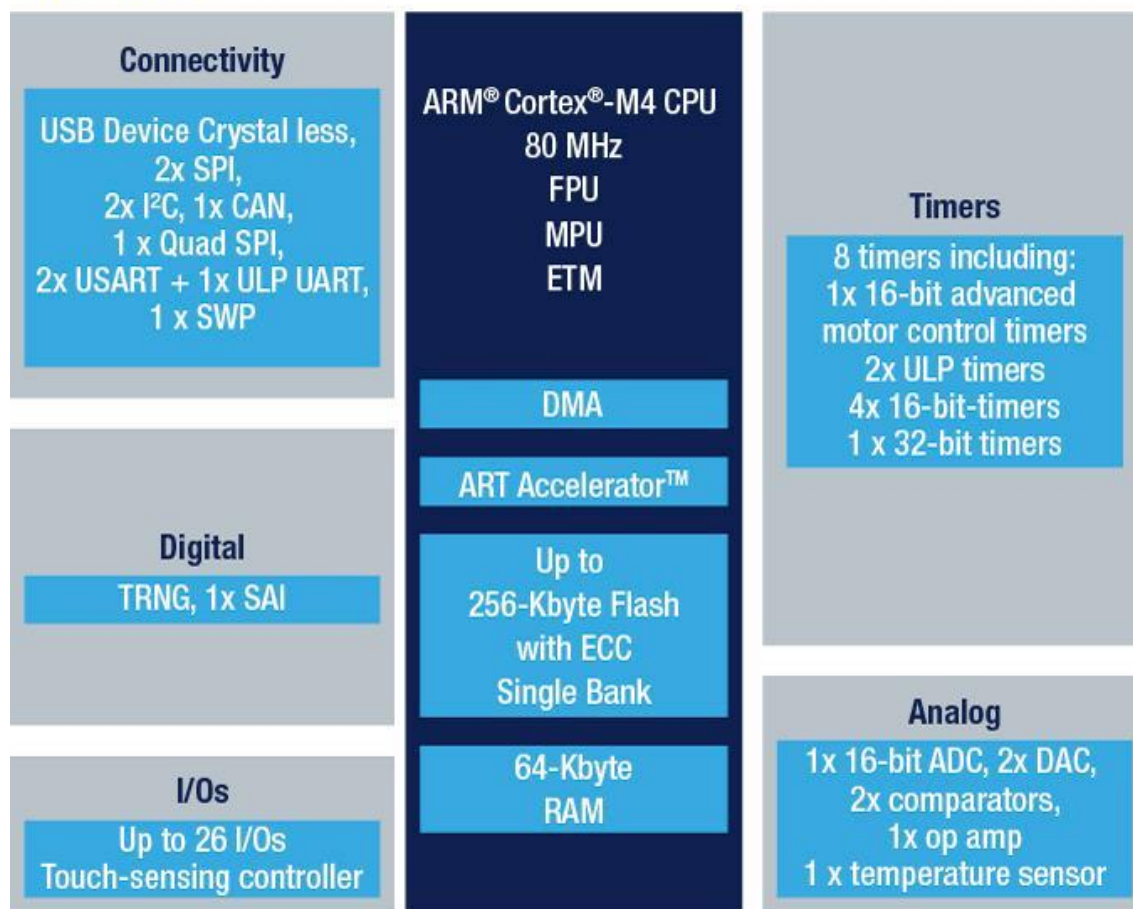 Connectivity
USB Device Crystal less,
2x SPI,
2x I²C, 1x CAN,
1 x Quad SPI,
2x USART + 1x ULP UART,
1 x SWP
Digital
TRNG, 1x SAI
I/Os
Up to 26 I/Os
Touch-sensing controller
ARM® Cortex®-M4 CPU
80 MHz
FPU
MPU
ETM
DMA
ART Accelerator™
Up to
256-Kbyte Flash
with ECC
Single Bank
64-Kbyte
RAM
Timers
8 timers including:
1x 16-bit advanced
motor control timers
2x ULP timers
4x 16-bit-timers
1 x 32-bit timers
Analog
1x 16-bit ADC, 2x DAC,
2x comparators,
1x op amp
1 x temperature sensor